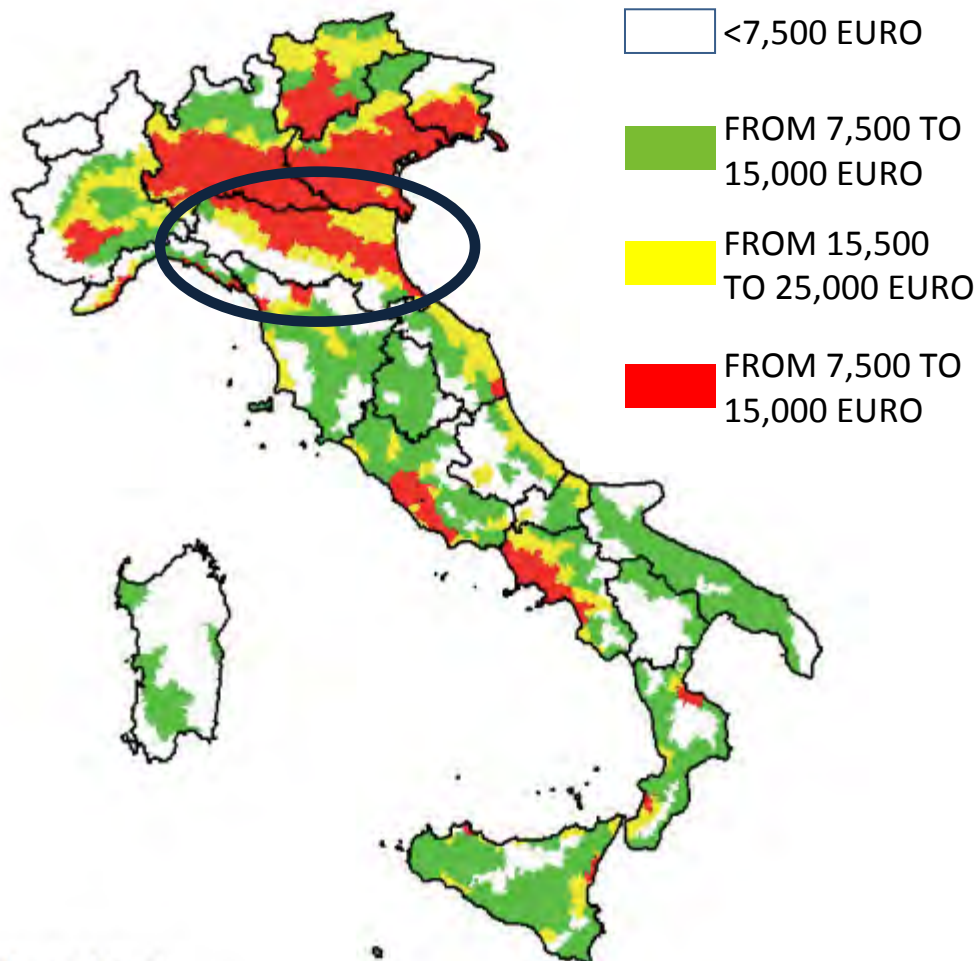 <7,500 EURO
FROM 7,500 TO
15,000 EURO
FROM 15,500
TO 25,000 EURO
FROM 7,500 TO
15,000 EURO